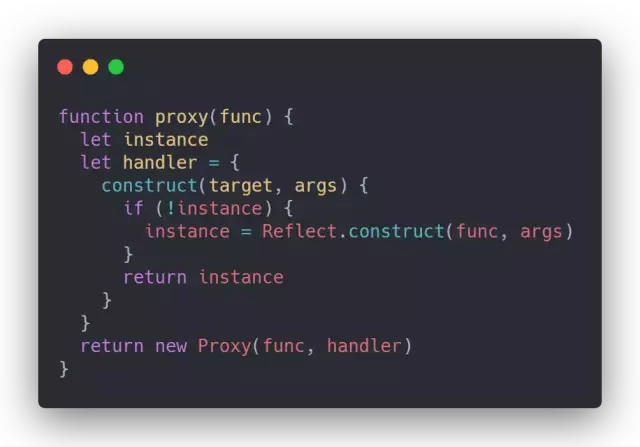 function proxy(func) {
  let instance
  let handler = {
    construct(target, args) {
      if (!instance) {
        instance = Reflect.construct(func, args)
      }
      return instance
    }
  }
  return new Proxy(func, handler)
}